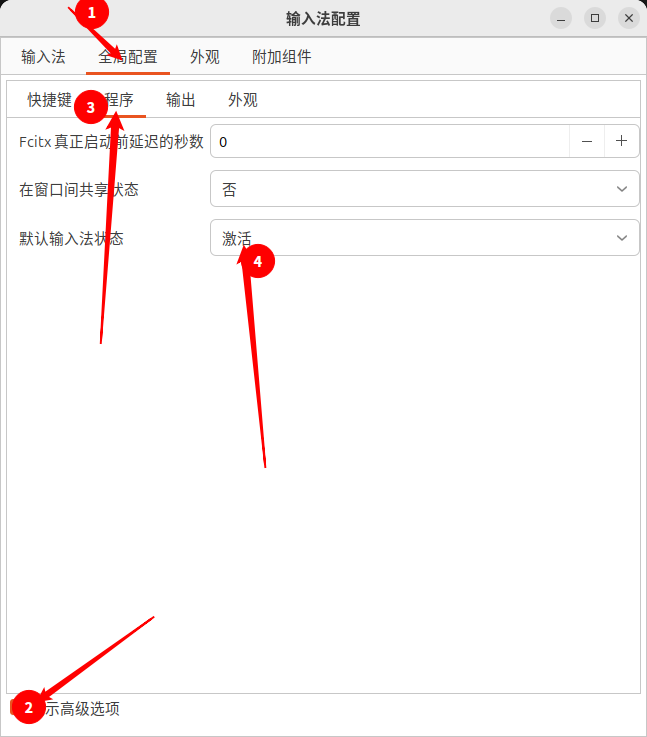 输入法配置
1
输入法 全局配置 外观 附加组件
快捷键 3 程序 输出 外观
Fcitx 真正启动前延迟的秒数 0
在窗口间共享状态 否
默认输入法状态 激活
4
2 示高级选项